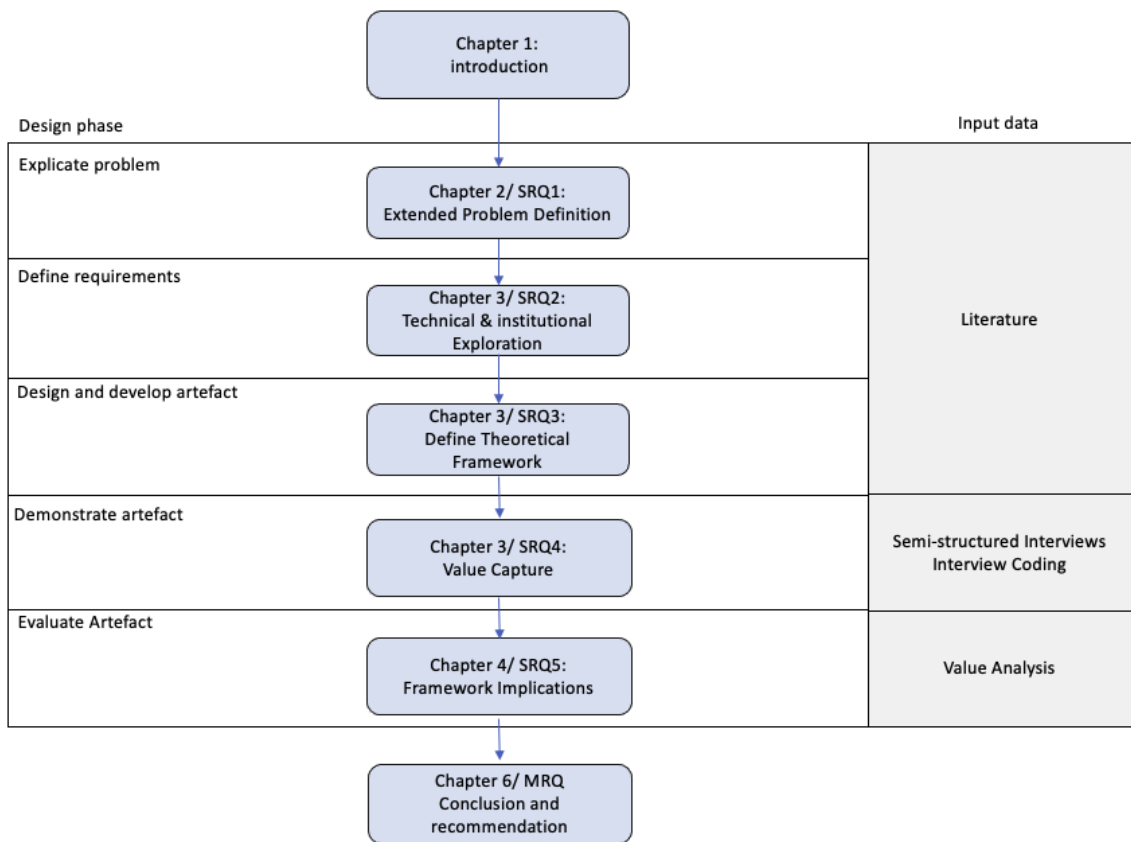 Chapter 1:
introduction
Design phase
Input data
Explicate problem
Chapter 2/ SRQ1:
Extended Problem Definition
Define requirements
Chapter 3/ SRQ2:
Technical & institutional
Exploration
Literature
Design and develop artefact
Chapter 3/ SRQ3:
Define Theoretical
Framework
Demonstrate artefact
Chapter 3/ SRQ4:
Value Capture
Semi-structured Interviews
Interview Coding
Evaluate Artefact
Chapter 4/ SRQ5:
Framework Implications
Value Analysis
Chapter 6/ MRQ
Conclusion and
recommendation